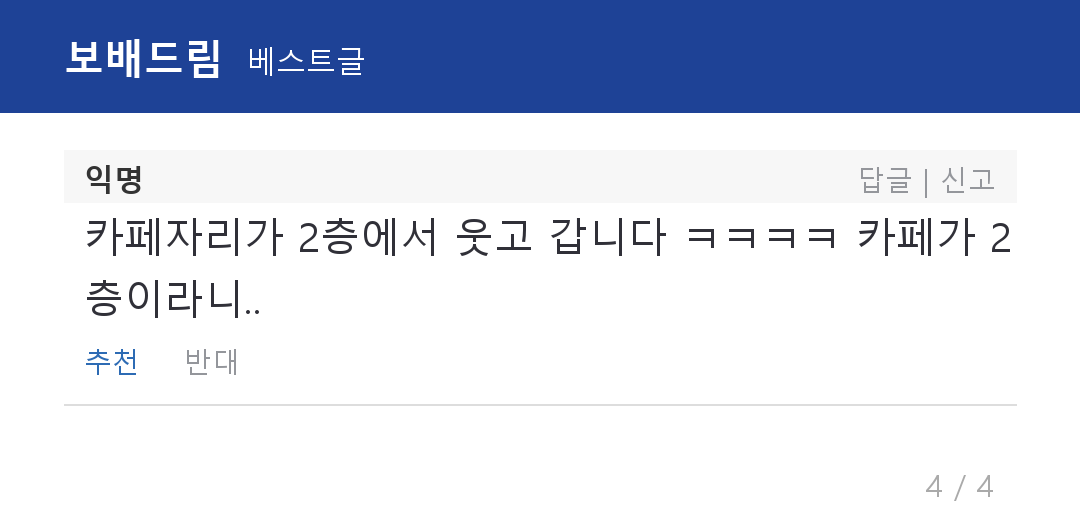 보배드림 베스트글
익명 답글 | 신고
카페자리가 2층에서 웃고 갑니다 ㅋㅋㅋㅋ 카페가 2
층이라니..
추천 반대
4 / 4